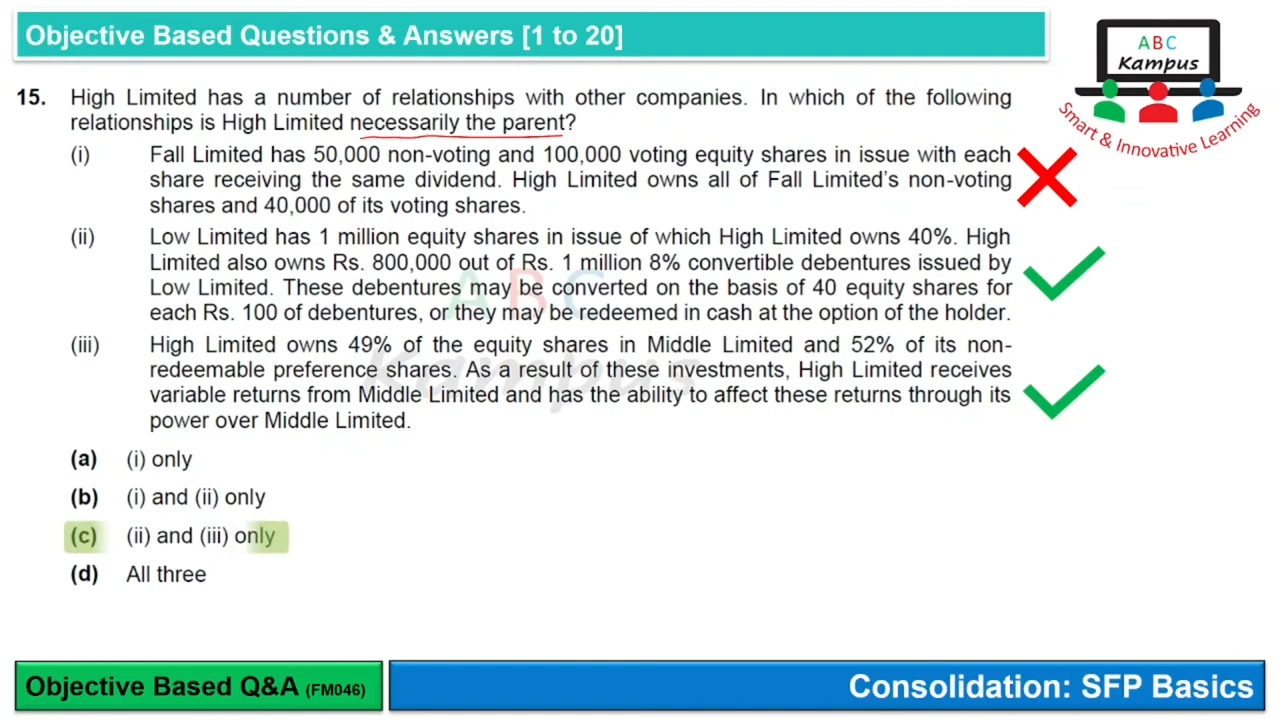 Objective Based Questions & Answers [1 to 20]
A B C
Kampus
Smart & Innovative Learning
15. High Limited has a number of relationships with other companies. In which of the following
relationships is High Limited necessarily the parent?
(i) Fall Limited has 50,000 non-voting and 100,000 voting equity shares in issue with each
share receiving the same dividend. High Limited owns all of Fall Limited's non-voting
shares and 40,000 of its voting shares.
(ii) Low Limited has 1 million equity shares in issue of which High Limited owns 40%. High
Limited also owns Rs. 800,000 out of Rs. 1 million 8% convertible debentures issued by
Low Limited. These debentures may be converted on the basis of 40 equity shares for
each Rs. 100 of debentures, or they may be redeemed in cash at the option of the holder.
(iii) High Limited owns 49% of the equity shares in Middle Limited and 52% of its non-
redeemable preference shares. As a result of these investments, High Limited receives
variable returns from Middle Limited and has the ability to affect these returns through its
power over Middle Limited.
ABC
Kampus
(a) (i) only
(b) (i) and (ii) only
(c) (ii) and (iii) only
(d) All three
Objective Based Q&A (FM046)
Consolidation: SFP Basics